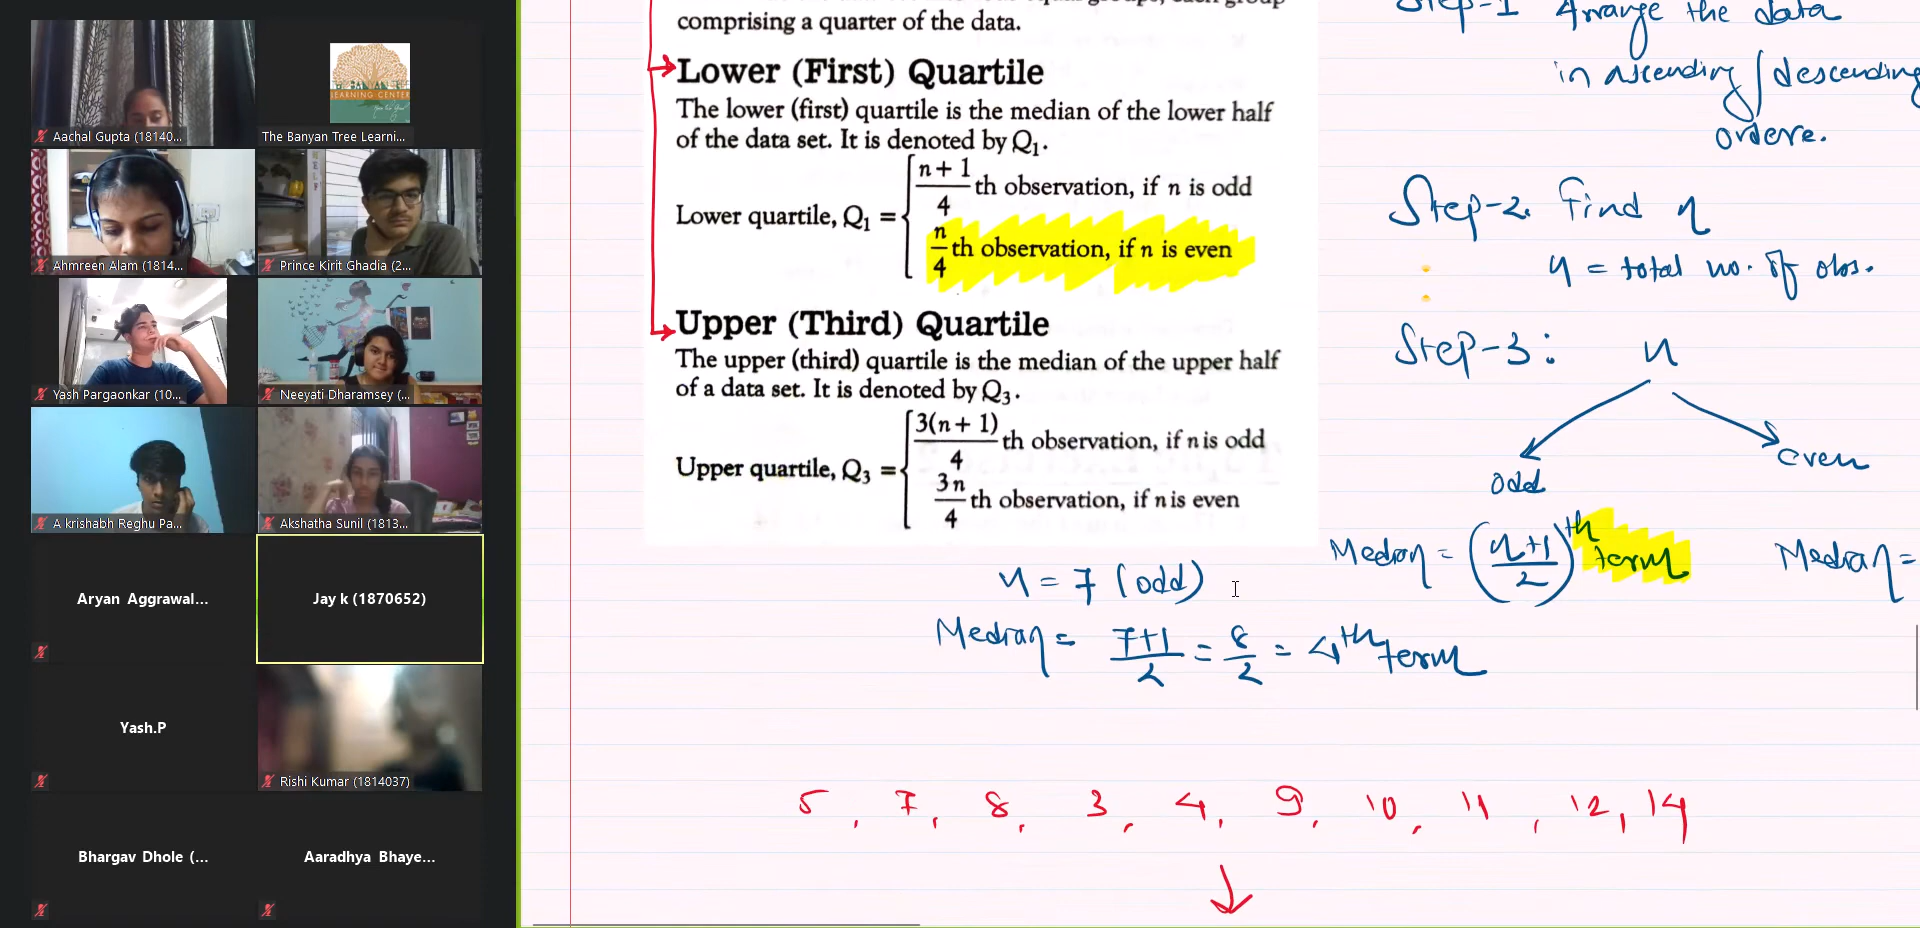 Aachal Gupta (18140...
LEARNING CENTER
The Banyan Tree Learni...
Ahmreen Alam (1814...
Prince Kirit Ghadia (2...
Yash Pargaonkar (10...
Neeyati Dharamsey (...
A krishabh Reghu Pa...
Akshatha Sunil (1813...
Aryan Aggrawal...
Jay k (1870652)
Yash.P
Rishi Kumar (1814037)
Bhargav Dhole (...
Aaradhya Bhaye...
comprising a quarter of the data.
Lower (First) Quartile
The lower (first) quartile is the median of the lower half
of the data set. It is denoted by Q₁.
Lower quartile, Q₁ = { (n + 1)/4 th observation, if n is odd
n/4 th observation, if n is even
Upper (Third) Quartile
The upper (third) quartile is the median of the upper half
of a data set. It is denoted by Q₃.
Upper quartile, Q₃ = { 3(n + 1)/4 th observation, if n is odd
3n/4 th observation, if n is even
n = 7 (odd)
Median = (7+1)/2 = 8/2 = 4th term
5, 7, 8, 3, 4, 9, 10, 11, 12, 14
Step-1 Arrange the data
in ascending / descending
ordere.
Step-2. Find n
n = total no. of obs.
Step-3: n
odd
even
Median = ((n+1)/2)th term
Median =